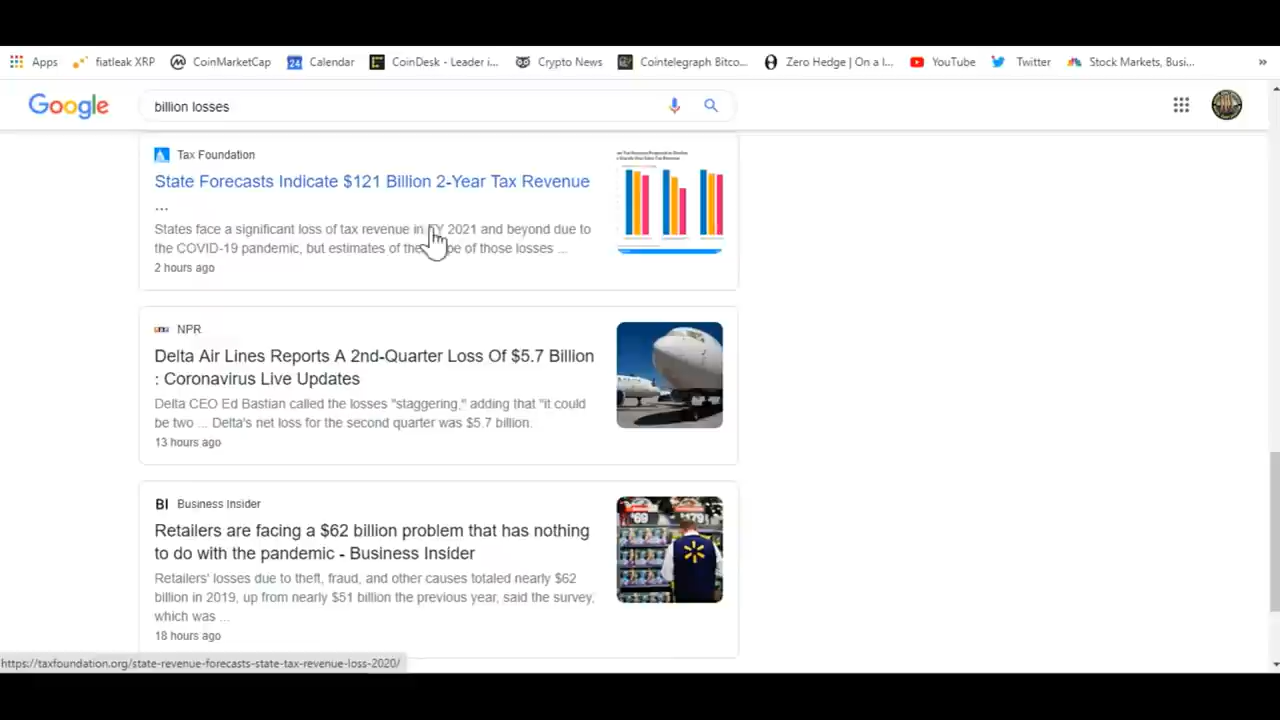 Apps fiatleak XRP CoinMarketCap 24 Calendar CoinDesk - Leader i... Crypto News Cointelegraph Bitco... Zero Hedge | On a l... YouTube Twitter Stock Markets, Busi... »
Google billion losses
Tax Foundation
State Forecasts Indicate $121 Billion 2-Year Tax Revenue
...
States face a significant loss of tax revenue in FY 2021 and beyond due to
the COVID-19 pandemic, but estimates of the of those losses ...
2 hours ago
NPR
Delta Air Lines Reports A 2nd-Quarter Loss Of $5.7 Billion
: Coronavirus Live Updates
Delta CEO Ed Bastian called the losses "staggering," adding that "it could
be two ... Delta's net loss for the second quarter was $5.7 billion.
13 hours ago
BI Business Insider
Retailers are facing a $62 billion problem that has nothing
to do with the pandemic - Business Insider
Retailers' losses due to theft, fraud, and other causes totaled nearly $62
billion in 2019, up from nearly $51 billion the previous year, said the survey,
which was ...
18 hours ago
https://taxfoundation.org/state-revenue-forecasts-state-tax-revenue-loss-2020/